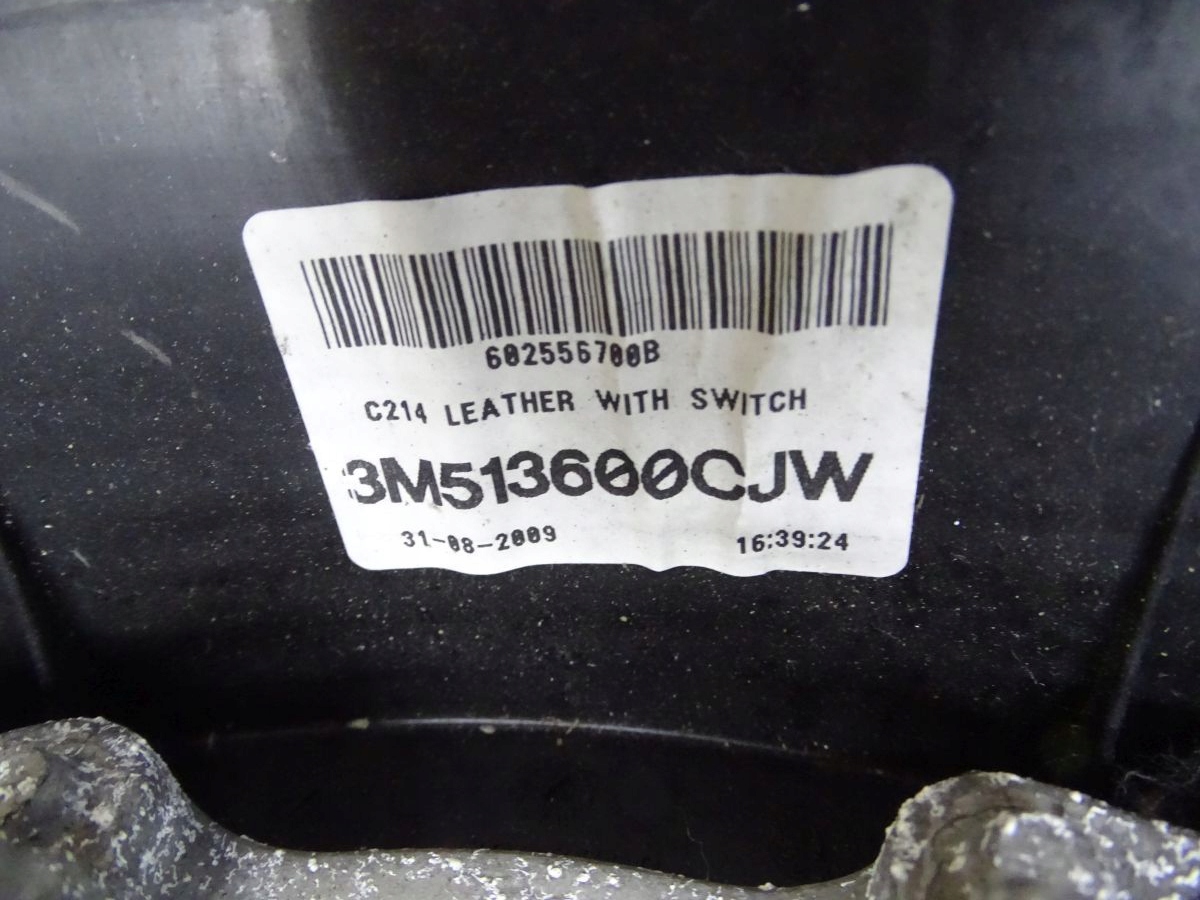 602556700B
C214 LEATHER WITH SWITCH
3M513600CJW
31-08-2009 16:39:24